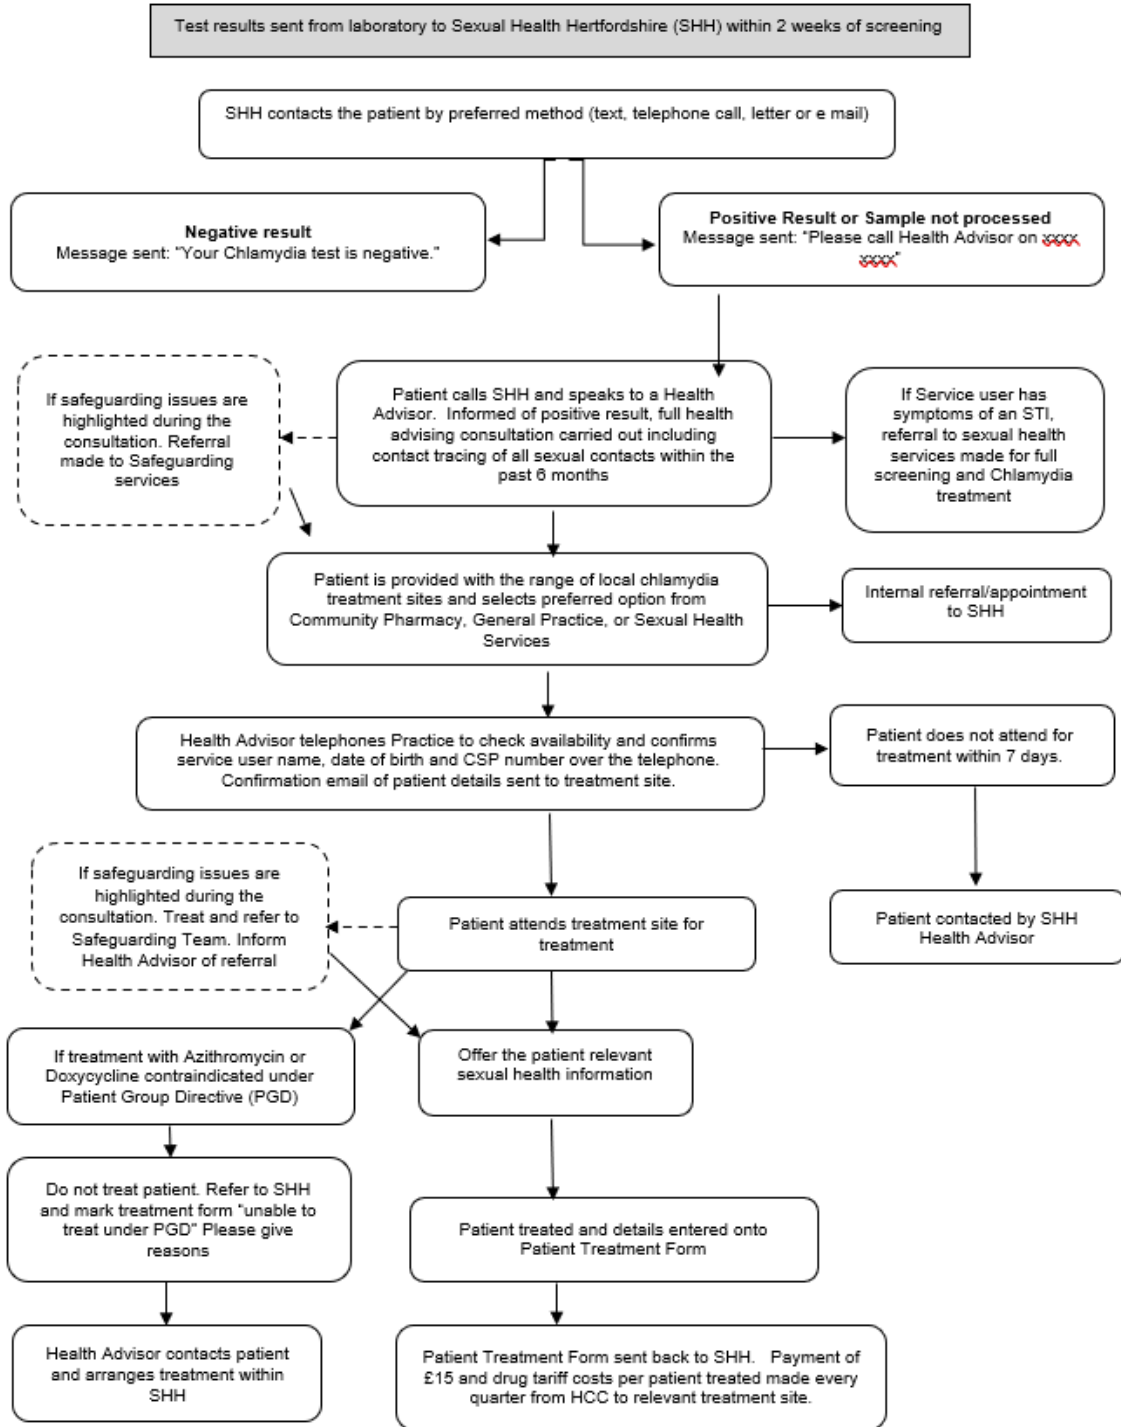 Test results sent from laboratory to Sexual Health Hertfordshire (SHH) within 2 weeks of screening
SHH contacts the patient by preferred method (text, telephone call, letter or e mail)
Negative result
Message sent: "Your Chlamydia test is negative."
Positive Result or Sample not processed
Message sent: "Please call Health Advisor on xxxx
xxxx"
If safeguarding issues are
highlighted during the
consultation. Referral
made to Safeguarding
services
Patient calls SHH and speaks to a Health
Advisor.  Informed of positive result, full health
advising consultation carried out including
contact tracing of all sexual contacts within the
past 6 months
If Service user has
symptoms of an STI,
referral to sexual health
services made for full
screening and Chlamydia
treatment
Patient is provided with the range of local chlamydia
treatment sites and selects preferred option from
Community Pharmacy, General Practice, or Sexual Health
Services
Internal referral/appointment
to SHH
Health Advisor telephones Practice to check availability and confirms
service user name, date of birth and CSP number over the telephone.
Confirmation email of patient details sent to treatment site.
Patient does not attend for
treatment within 7 days.
If safeguarding issues are
highlighted during the
consultation. Treat and refer to
Safeguarding Team. Inform
Health Advisor of referral
Patient attends treatment site for
treatment
Patient contacted by SHH
Health Advisor
If treatment with Azithromycin or
Doxycycline contraindicated under
Patient Group Directive (PGD)
Offer the patient relevant
sexual health information
Do not treat patient. Refer to SHH
and mark treatment form "unable to
treat under PGD" Please give
reasons
Patient treated and details entered onto
Patient Treatment Form
Health Advisor contacts patient
and arranges treatment within
SHH
Patient Treatment Form sent back to SHH.   Payment of
£15 and drug tariff costs per patient treated made every
quarter from HCC to relevant treatment site.